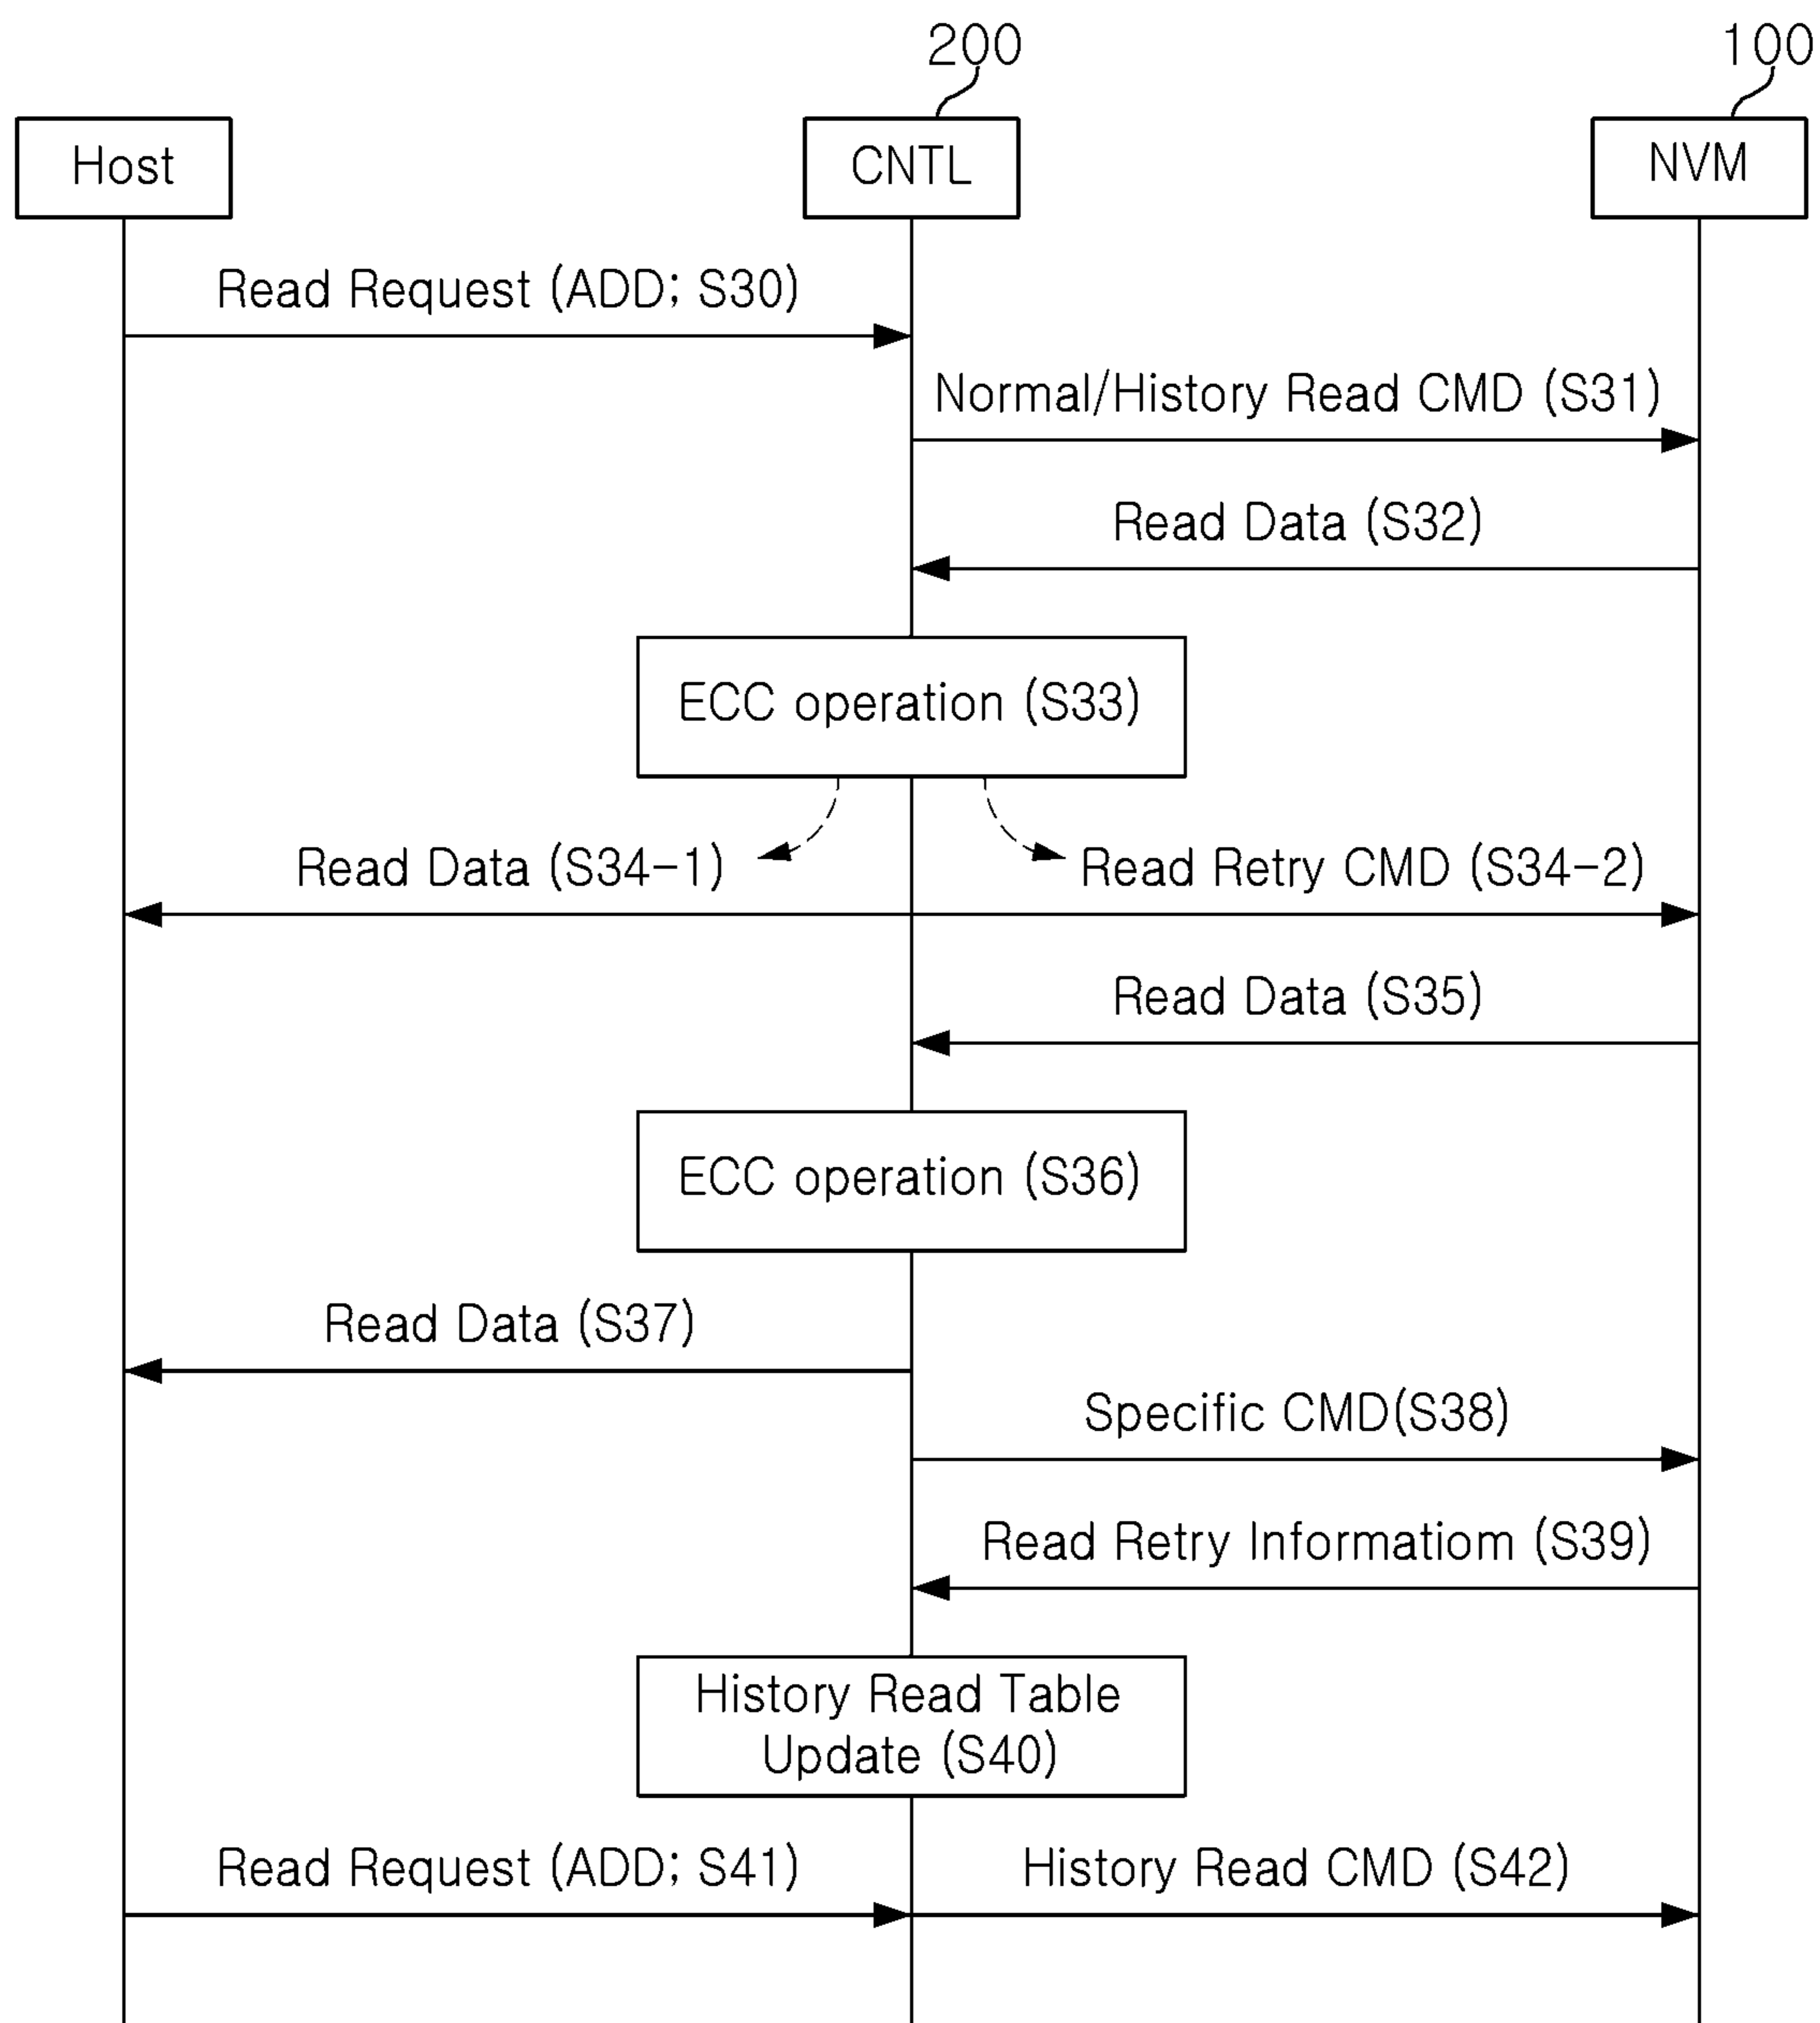 200
100
Host
CNTL
NVM
Read Request (ADD; S30)
Normal/History Read CMD (S31)
Read Data (S32)
ECC operation (S33)
Read Data (S34-1)
Read Retry CMD (S34-2)
Read Data (S35)
ECC operation (S36)
Read Data (S37)
Specific CMD(S38)
Read Retry Informatiom (S39)
History Read Table
Update (S40)
Read Request (ADD; S41)
History Read CMD (S42)